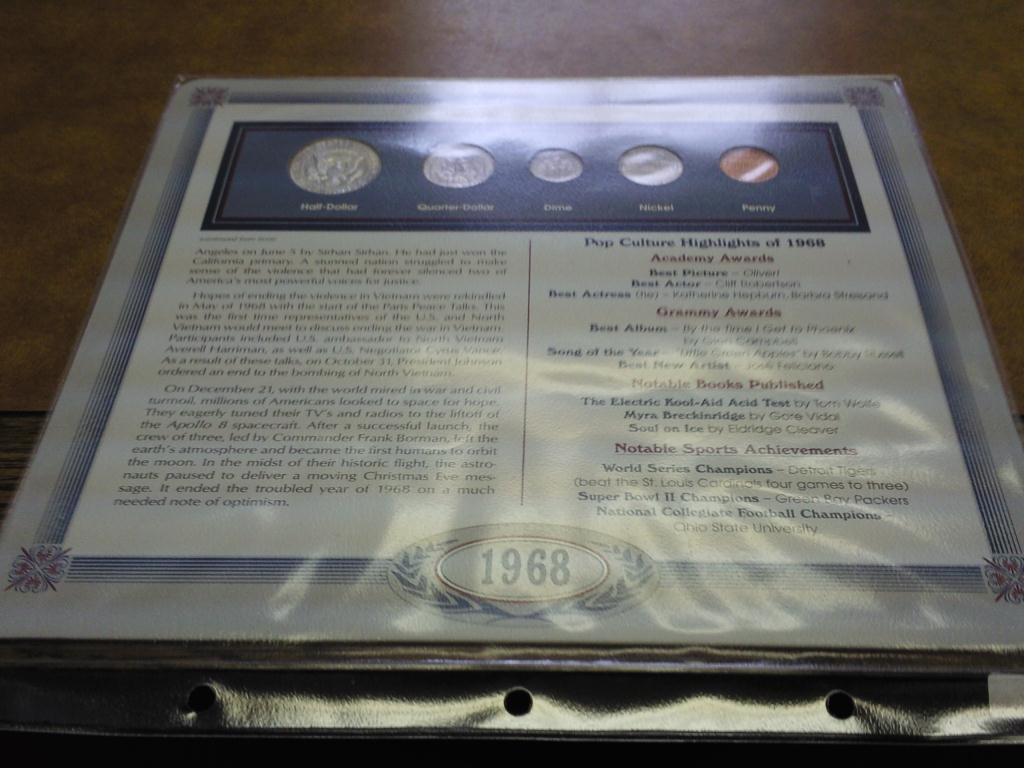 Half-Dollar
Quarter-Dollar
Dime
Nickel
Penny
Angeles on June 5 by Sirhan Sirhan. He had just won the
California primary. A stunned nation struggled to make
sense of the violence that had forever silenced two of
America's most powerful voices for justice.
Hopes of ending the violence in Vietnam were rekindled
in May of 1968 with the start of the Paris Peace Talks. This
was the first time representatives of the U.S. and North
Vietnam would meet to discuss ending the war in Vietnam.
Participants included U.S. ambassador to North Vietnam
Averell Harriman, as well as U.S. Negotiator Cyrus Vance.
As a result of these talks, on October 31, President Johnson
ordered an end to the bombing of North Vietnam.
On December 21, with the world mired in war and civil
turmoil, millions of Americans looked to space for hope.
They eagerly tuned their TV's and radios to the liftoff of
the Apollo 8 spacecraft. After a successful launch, the
crew of three, led by Commander Frank Borman, left the
earth's atmosphere and became the first humans to orbit
the moon. In the midst of their historic flight, the astro-
nauts paused to deliver a moving Christmas Eve mes-
sage. It ended the troubled year of 1968 on a much
needed note of optimism.
Pop Culture Highlights of 1968
Academy Awards
Best Picture – Oliver!
Best Actor – Cliff Robertson
Best Actress (tie) – Katherine Hepburn, Barbra Streisand
Grammy Awards
Best Album – By the Time I Get to Phoenix
by Glen Campbell
Song of the Year – "Little Green Apples" by Bobby Russell
Best New Artist – José Feliciano
Notable Books Published
The Electric Kool-Aid Acid Test by Tom Wolfe
Myra Breckinridge by Gore Vidal
Soul on Ice by Eldridge Cleaver
Notable Sports Achievements
World Series Champions – Detroit Tigers
(beat the St. Louis Cardinals four games to three)
Super Bowl II Champions – Green Bay Packers
National Collegiate Football Champions –
Ohio State University
1968